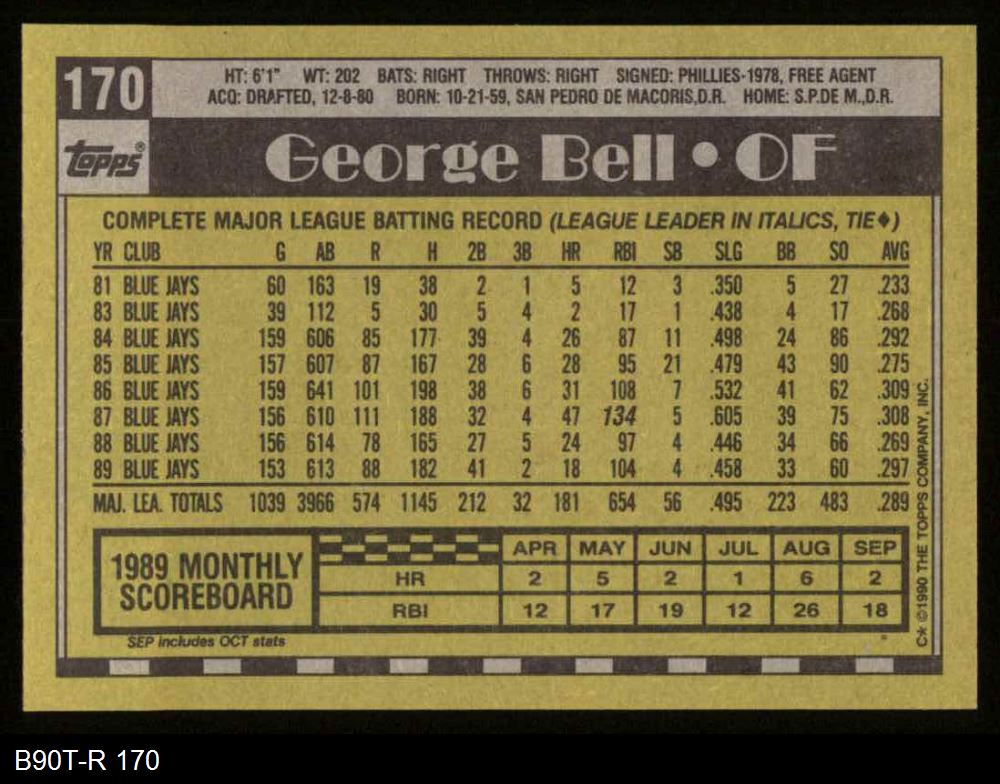 170
HT: 6'1" WT: 202 BATS: RIGHT THROWS: RIGHT SIGNED: PHILLIES-1978, FREE AGENT
ACQ: DRAFTED, 12-8-80 BORN: 10-21-59, SAN PEDRO DE MACORIS,D.R. HOME: S.P.DE M.,D.R.
Topps®
George Bell • OF
COMPLETE MAJOR LEAGUE BATTING RECORD (LEAGUE LEADER IN ITALICS, TIE♦)
YR CLUB G AB R H 2B 3B HR RBI SB SLG BB SO AVG
81 BLUE JAYS 60 163 19 38 2 1 5 12 3 .350 5 27 .233
83 BLUE JAYS 39 112 5 30 5 4 2 17 1 .438 4 17 .268
84 BLUE JAYS 159 606 85 177 39 4 26 87 11 .498 24 86 .292
85 BLUE JAYS 157 607 87 167 28 6 28 95 21 .479 43 90 .275
86 BLUE JAYS 159 641 101 198 38 6 31 108 7 .532 41 62 .309
87 BLUE JAYS 156 610 111 188 32 4 47 134 5 .605 39 75 .308
88 BLUE JAYS 156 614 78 165 27 5 24 97 4 .446 34 66 .269
89 BLUE JAYS 153 613 88 182 41 2 18 104 4 .458 33 60 .297
MAJ. LEA. TOTALS 1039 3966 574 1145 212 32 181 654 56 .495 223 483 .289
1989 MONTHLY
SCOREBOARD
APR MAY JUN JUL AUG SEP
HR 2 5 2 1 6 2
RBI 12 17 19 12 26 18
SEP includes OCT stats
C* ©1990 THE TOPPS COMPANY, INC.
B90T-R 170